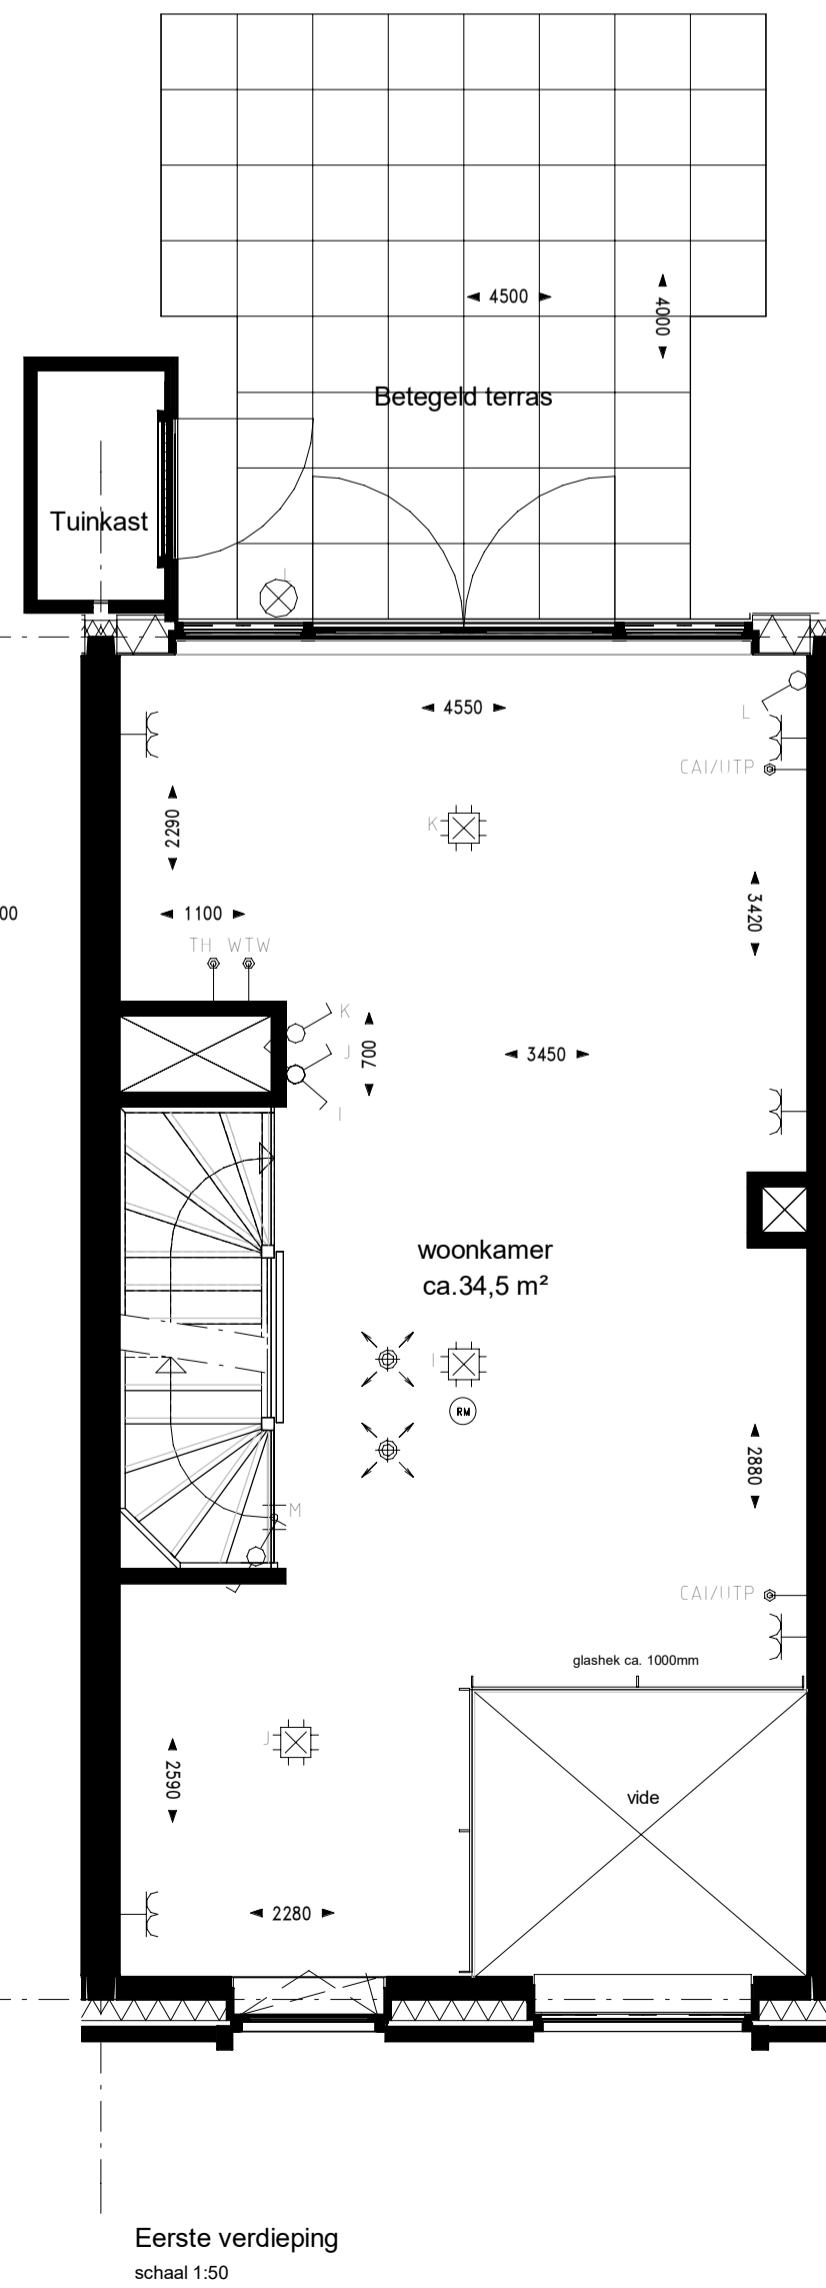 4500
4000
Betegeld terras
Tuinkast
L
4550
L
CAI/UTP
2290
K
3420
00
1100
TH WTW
K
J
I
700
3450
woonkamer
ca.34,5 m²
I
RM
2880
M
CAI/UTP
glashek ca. 1000mm
J
2590
vide
2280
Eerste verdieping
schaal 1:50